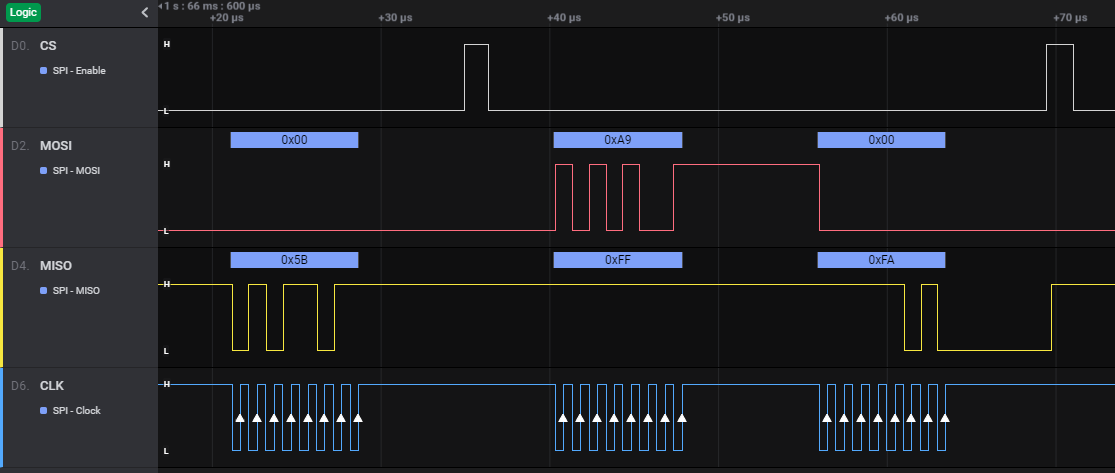 Logic
1 s : 66 ms : 600 µs
+20 µs +30 µs +40 µs +50 µs +60 µs +70 µs
D0. CS
SPI - Enable
H
L
D2. MOSI
SPI - MOSI
0x00 0xA9 0x00
H
L
D4. MISO
SPI - MISO
0x5B 0xFF 0xFA
H
L
D6. CLK
SPI - Clock
H
L